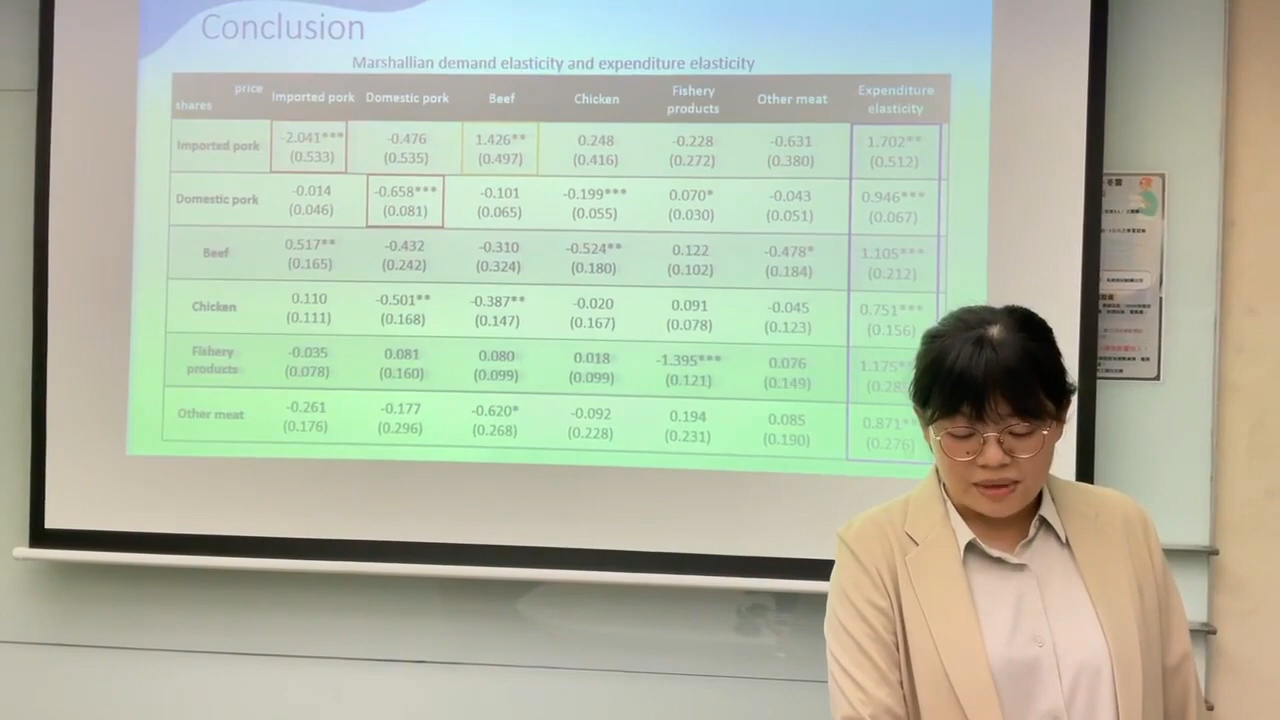 Conclusion
Marshallian demand elasticity and expenditure elasticity
price
shares
Imported pork
Domestic pork
Beef
Chicken
Fishery
products
Other meat
Expenditure
elasticity
Imported pork
-2.041*** -0.476 1.426** 0.248 -0.228 -0.631 1.702**
(0.533) (0.535) (0.497) (0.416) (0.272) (0.380) (0.512)
Domestic pork
-0.014 -0.658*** -0.101 -0.199*** 0.070* -0.043 0.946***
(0.046) (0.081) (0.065) (0.055) (0.030) (0.051) (0.067)
Beef
0.517** -0.432 -0.310 -0.524** 0.122 -0.478* 1.105***
(0.165) (0.242) (0.324) (0.180) (0.102) (0.184) (0.212)
Chicken
0.110 -0.501** -0.387** -0.020 0.091 -0.045 0.751***
(0.111) (0.168) (0.147) (0.167) (0.078) (0.123) (0.156)
Fishery
products
-0.035 0.081 0.080 0.018 -1.395*** 0.076 1.175*
(0.078) (0.160) (0.099) (0.099) (0.121) (0.149)
Other meat
-0.261 -0.177 -0.620* -0.092 0.194 0.085 0.871*
(0.176) (0.296) (0.268) (0.228) (0.231) (0.190) (0.276)